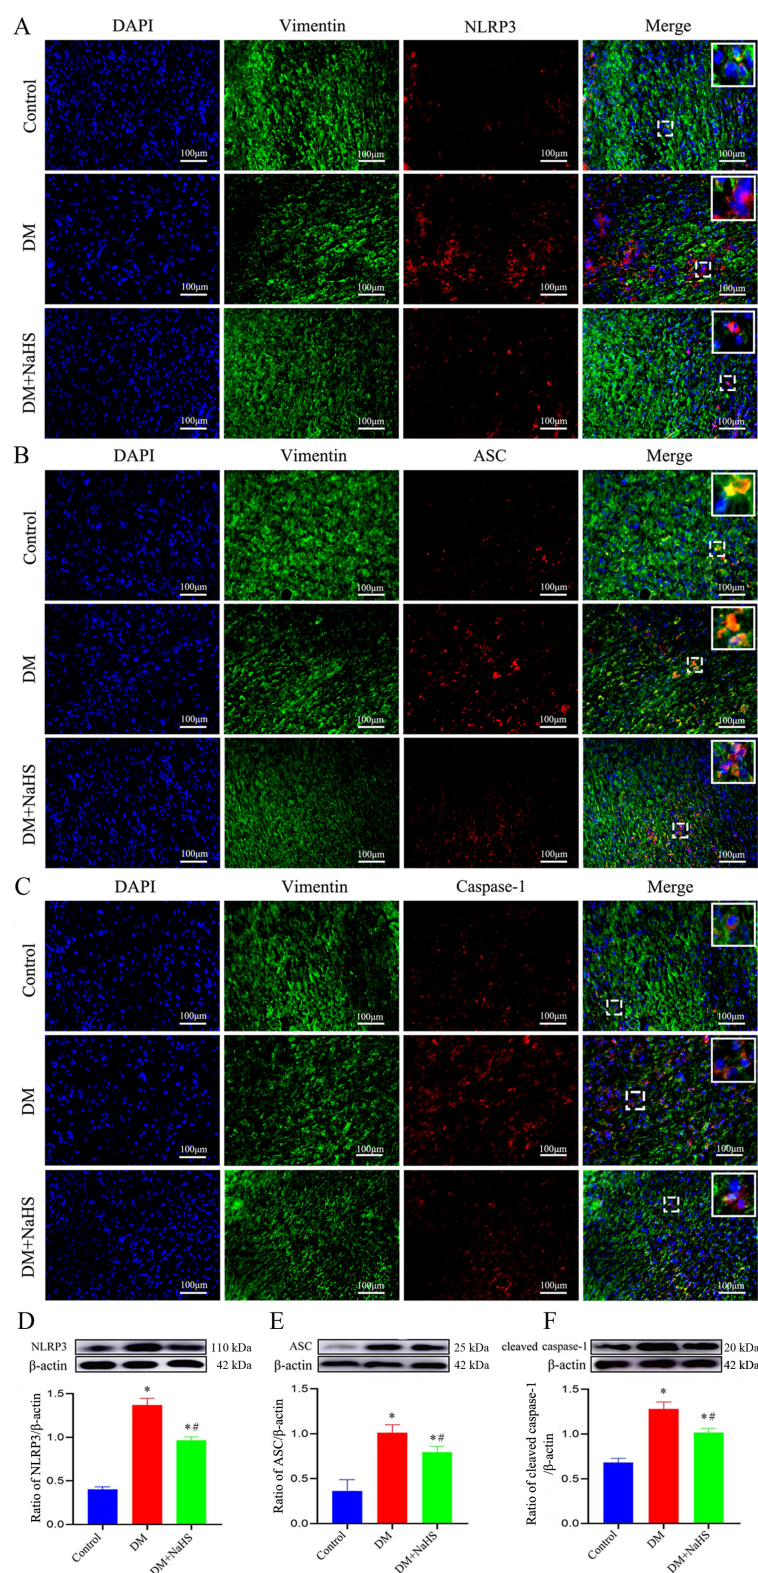 A
DAPI Vimentin NLRP3 Merge
Control 100μm 100μm 100μm 100μm
DM 100μm 100μm 100μm 100μm
DM+NaHS 100μm 100μm 100μm 100μm
B
DAPI Vimentin ASC Merge
Control 100μm 100μm 100μm 100μm
DM 100μm 100μm 100μm 100μm
DM+NaHS 100μm 100μm 100μm 100μm
C
DAPI Vimentin Caspase-1 Merge
Control 100μm 100μm 100μm 100μm
DM 100μm 100μm 100μm 100μm
DM+NaHS 100μm 100μm 100μm 100μm
D
NLRP3 110 kDa
β-actin 42 kDa
Ratio of NLRP3/β-actin
1.5
1.0
0.5
0.0
*
*#
Control DM DM+NaHS
E
ASC 25 kDa
β-actin 42 kDa
Ratio of ASC/β-actin
1.5
1.0
0.5
0.0
*
*#
Control DM DM+NaHS
F
cleaved caspase-1 20 kDa
β-actin 42 kDa
Ratio of cleaved caspase-1
/β-actin
1.5
1.0
0.5
0.0
*
*#
Control DM DM+NaHS